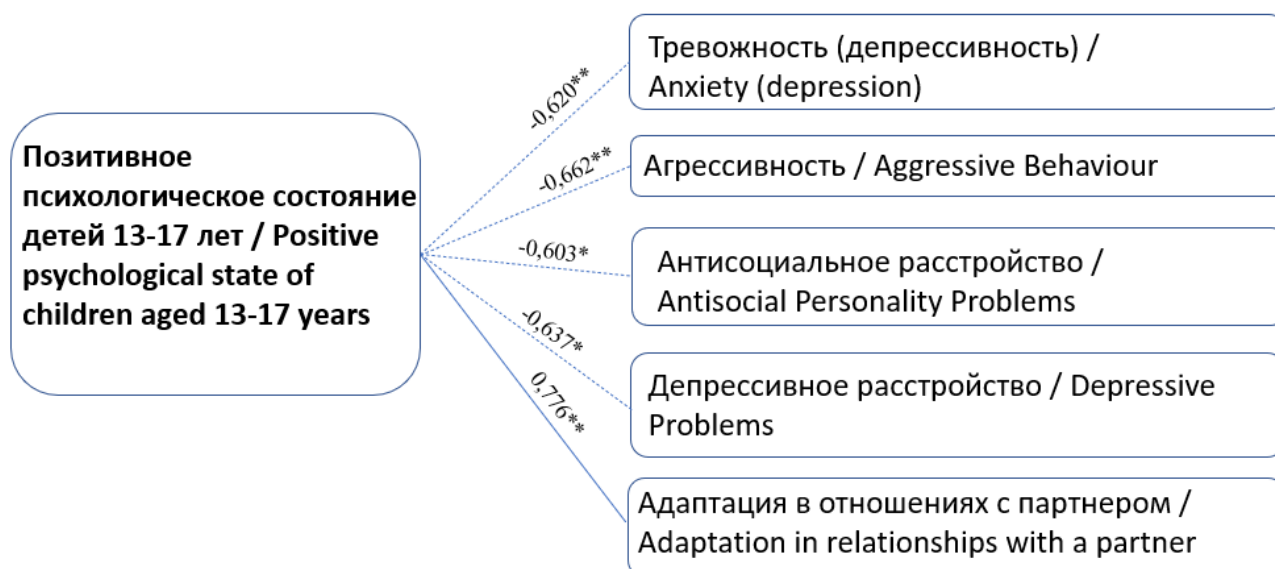 Позитивное
психологическое состояние
детей 13-17 лет / Positive
psychological state of
children aged 13-17 years
-0,620**
-0,662**
-0,603*
-0,637*
0,776**
Тревожность (депрессивность) /
Anxiety (depression)
Агрессивность / Aggressive Behaviour
Антисоциальное расстройство /
Antisocial Personality Problems
Депрессивное расстройство / Depressive
Problems
Адаптация в отношениях с партнером /
Adaptation in relationships with a partner